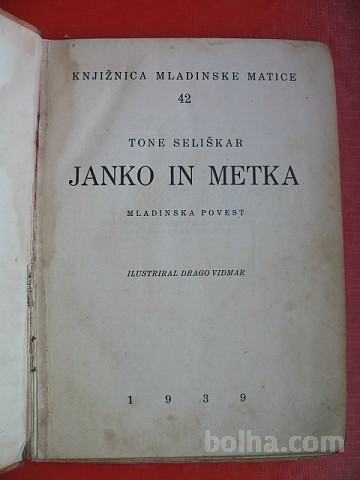 KNJIŽNICA MLADINSKE MATICE
42
TONE SELIŠKAR
JANKO IN METKA
MLADINSKA POVEST
ILUSTRIRAL DRAGO VIDMAR
1 9 3 9
bolha.com